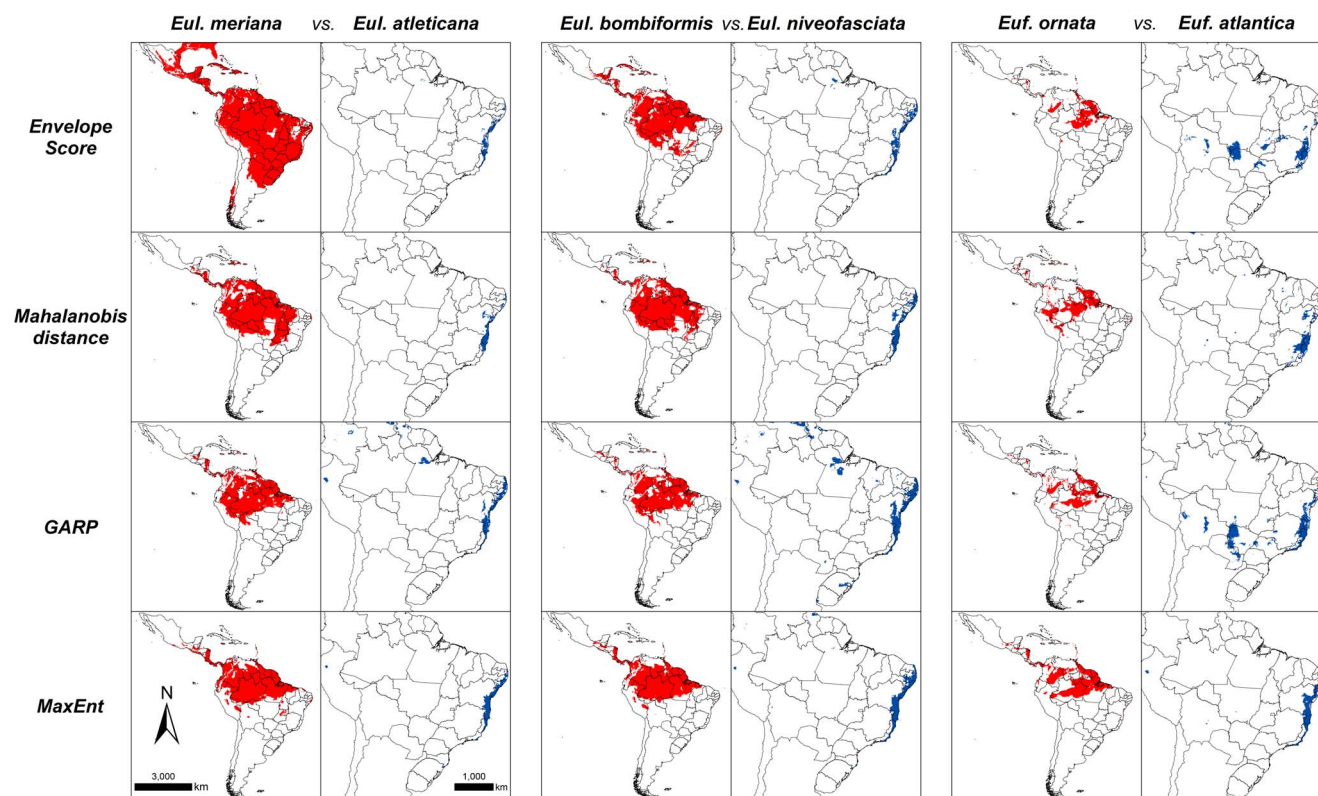 Eul. meriana vs. Eul. atleticana
Eul. bombiformis vs. Eul. niveofasciata
Euf. ornata vs. Euf. atlantica
Envelope
Score
Mahalanobis
distance
GARP
MaxEnt
N
3,000
km
1,000
km